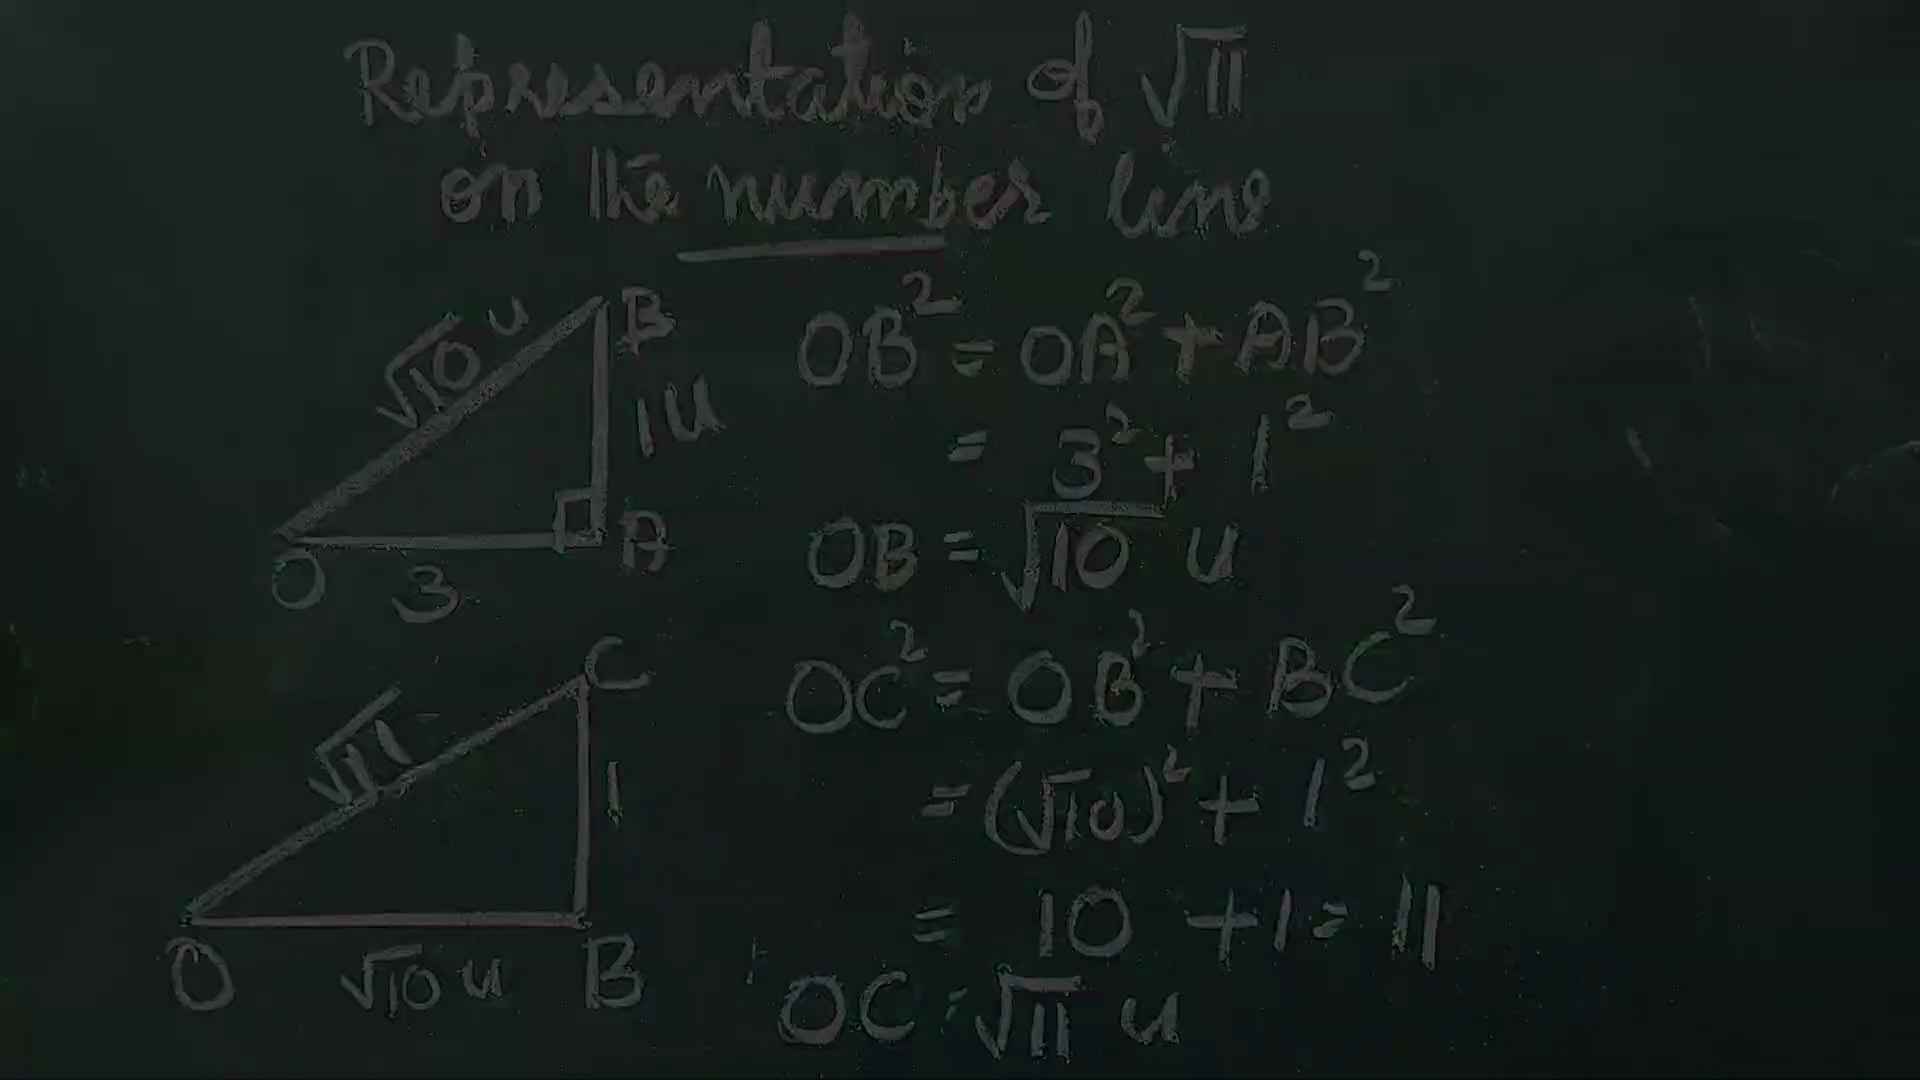 Representation of √11
on the number line
√10 u
B
1u
O
3
A
OB² = OA² + AB²
= 3² + 1²
OB = √10 u
√11
C
1
O
√10 u
B
OC² = OB² + BC²
= (√10)² + 1²
= 10 + 1 = 11
OC = √11 u